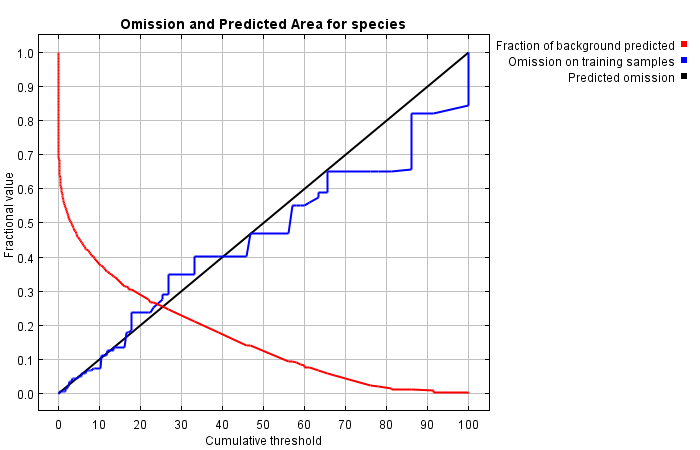 Omission and Predicted Area for species
Fraction of background predicted
Omission on training samples
Predicted omission
Fractional value
1.0
0.9
0.8
0.7
0.6
0.5
0.4
0.3
0.2
0.1
0.0
0 10 20 30 40 50 60 70 80 90 100
Cumulative threshold